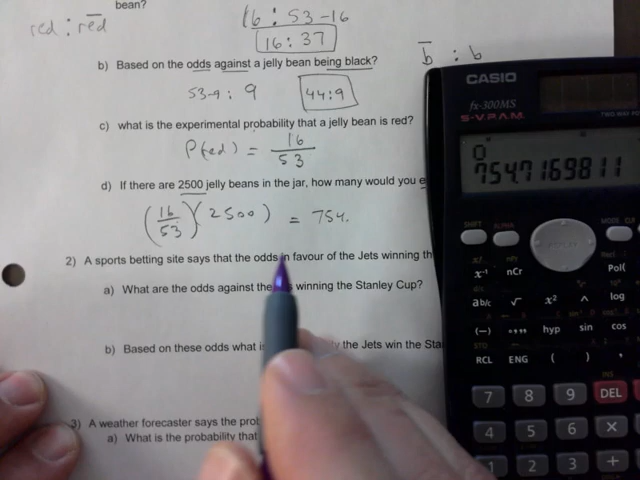 bean?
16 : 53-16
red : red
16 : 37
b) Based on the odds against a jelly bean being black?
b : b
53-9 : 9
44:9
c) what is the experimental probability that a jelly bean is red?
P(red) = 16/53
d) If there are 2500 jelly beans in the jar, how many would you e
(16/53)(2500) = 754.
2) A sports betting site says that the odds in favour of the Jets winning th
a) What are the odds against the winning the Stanley Cup?
b) Based on these odds what the Jets win the Sta
3) A weather forecaster says the prob
a) What is the probability that
CASIO
fx-300MS
S-V.P.A.M.
TWO WAY PO
0
754.7169811
SHIFT ALPHA REPLAY MODE CL
x! nPr
x⁻¹ nCr Pol(
ab/c √ x² ^ log
(−) °'" hyp sin cos
STO
RCL ENG ( ) ,
INS
7 8 9 DEL
4 5 6 ×
1 2 3 +